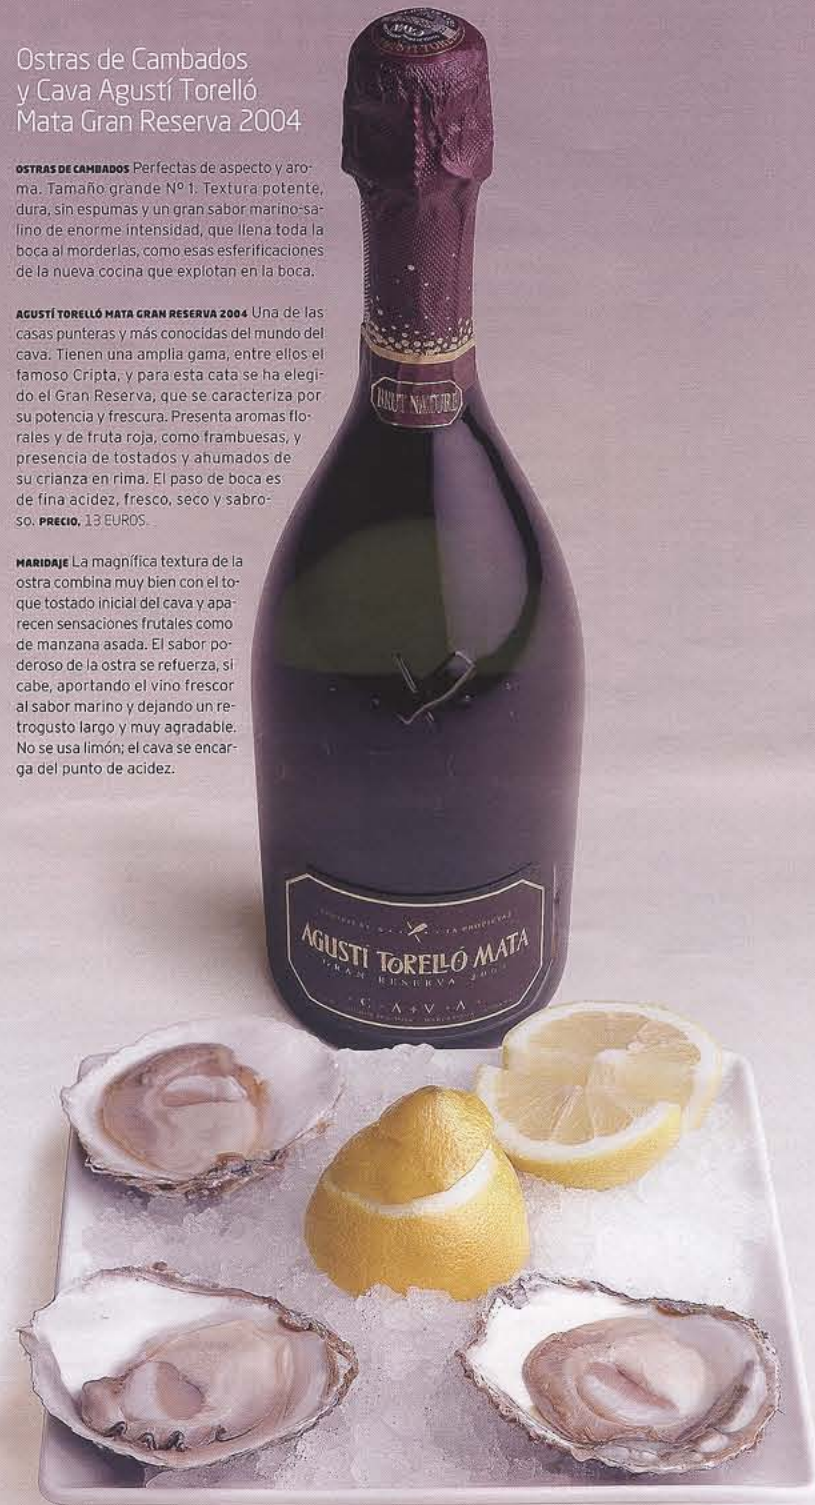 Ostras de Cambados
y Cava Agustí Torelló
Mata Gran Reserva 2004
OSTRAS DE CAMBADOS Perfectas de aspecto y aro-
ma. Tamaño grande Nº 1. Textura potente,
dura, sin espumas y un gran sabor marino-sa-
lino de enorme intensidad, que llena toda la
boca al morderlas, como esas esferificaciones
de la nueva cocina que explotan en la boca.
AGUSTÍ TORELLÓ MATA GRAN RESERVA 2004 Una de las
casas punteras y más conocidas del mundo del
cava. Tienen una amplia gama, entre ellos el
famoso Cripta, y para esta cata se ha elegi-
do el Gran Reserva, que se caracteriza por
su potencia y frescura. Presenta aromas flo-
rales y de fruta roja, como frambuesas, y
presencia de tostados y ahumados de
su crianza en rima. El paso de boca es
de fina acidez, fresco, seco y sabro-
so. PRECIO, 13 EUROS.
MARIDAJE La magnífica textura de la
ostra combina muy bien con el to-
que tostado inicial del cava y apa-
recen sensaciones frutales como
de manzana asada. El sabor po-
deroso de la ostra se refuerza, si
cabe, aportando el vino frescor
al sabor marino y dejando un re-
trogusto largo y muy agradable.
No se usa limón; el cava se encar-
ga del punto de acidez.
CAVA
BRUT NATURE
AGUSTÍ TORELLÓ MATA
GRAN RESERVA
CAVA